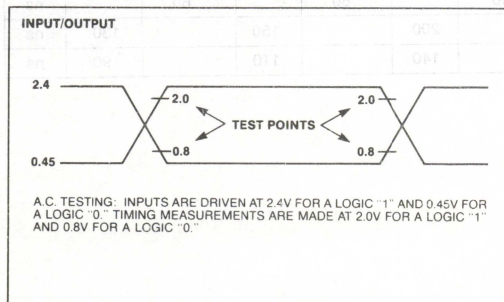 INPUT/OUTPUT
2.4
2.0
2.0
TEST POINTS
0.8
0.8
0.45
A.C. TESTING: INPUTS ARE DRIVEN AT 2.4V FOR A LOGIC "1" AND 0.45V FOR
A LOGIC "0." TIMING MEASUREMENTS ARE MADE AT 2.0V FOR A LOGIC "1"
AND 0.8V FOR A LOGIC "0."